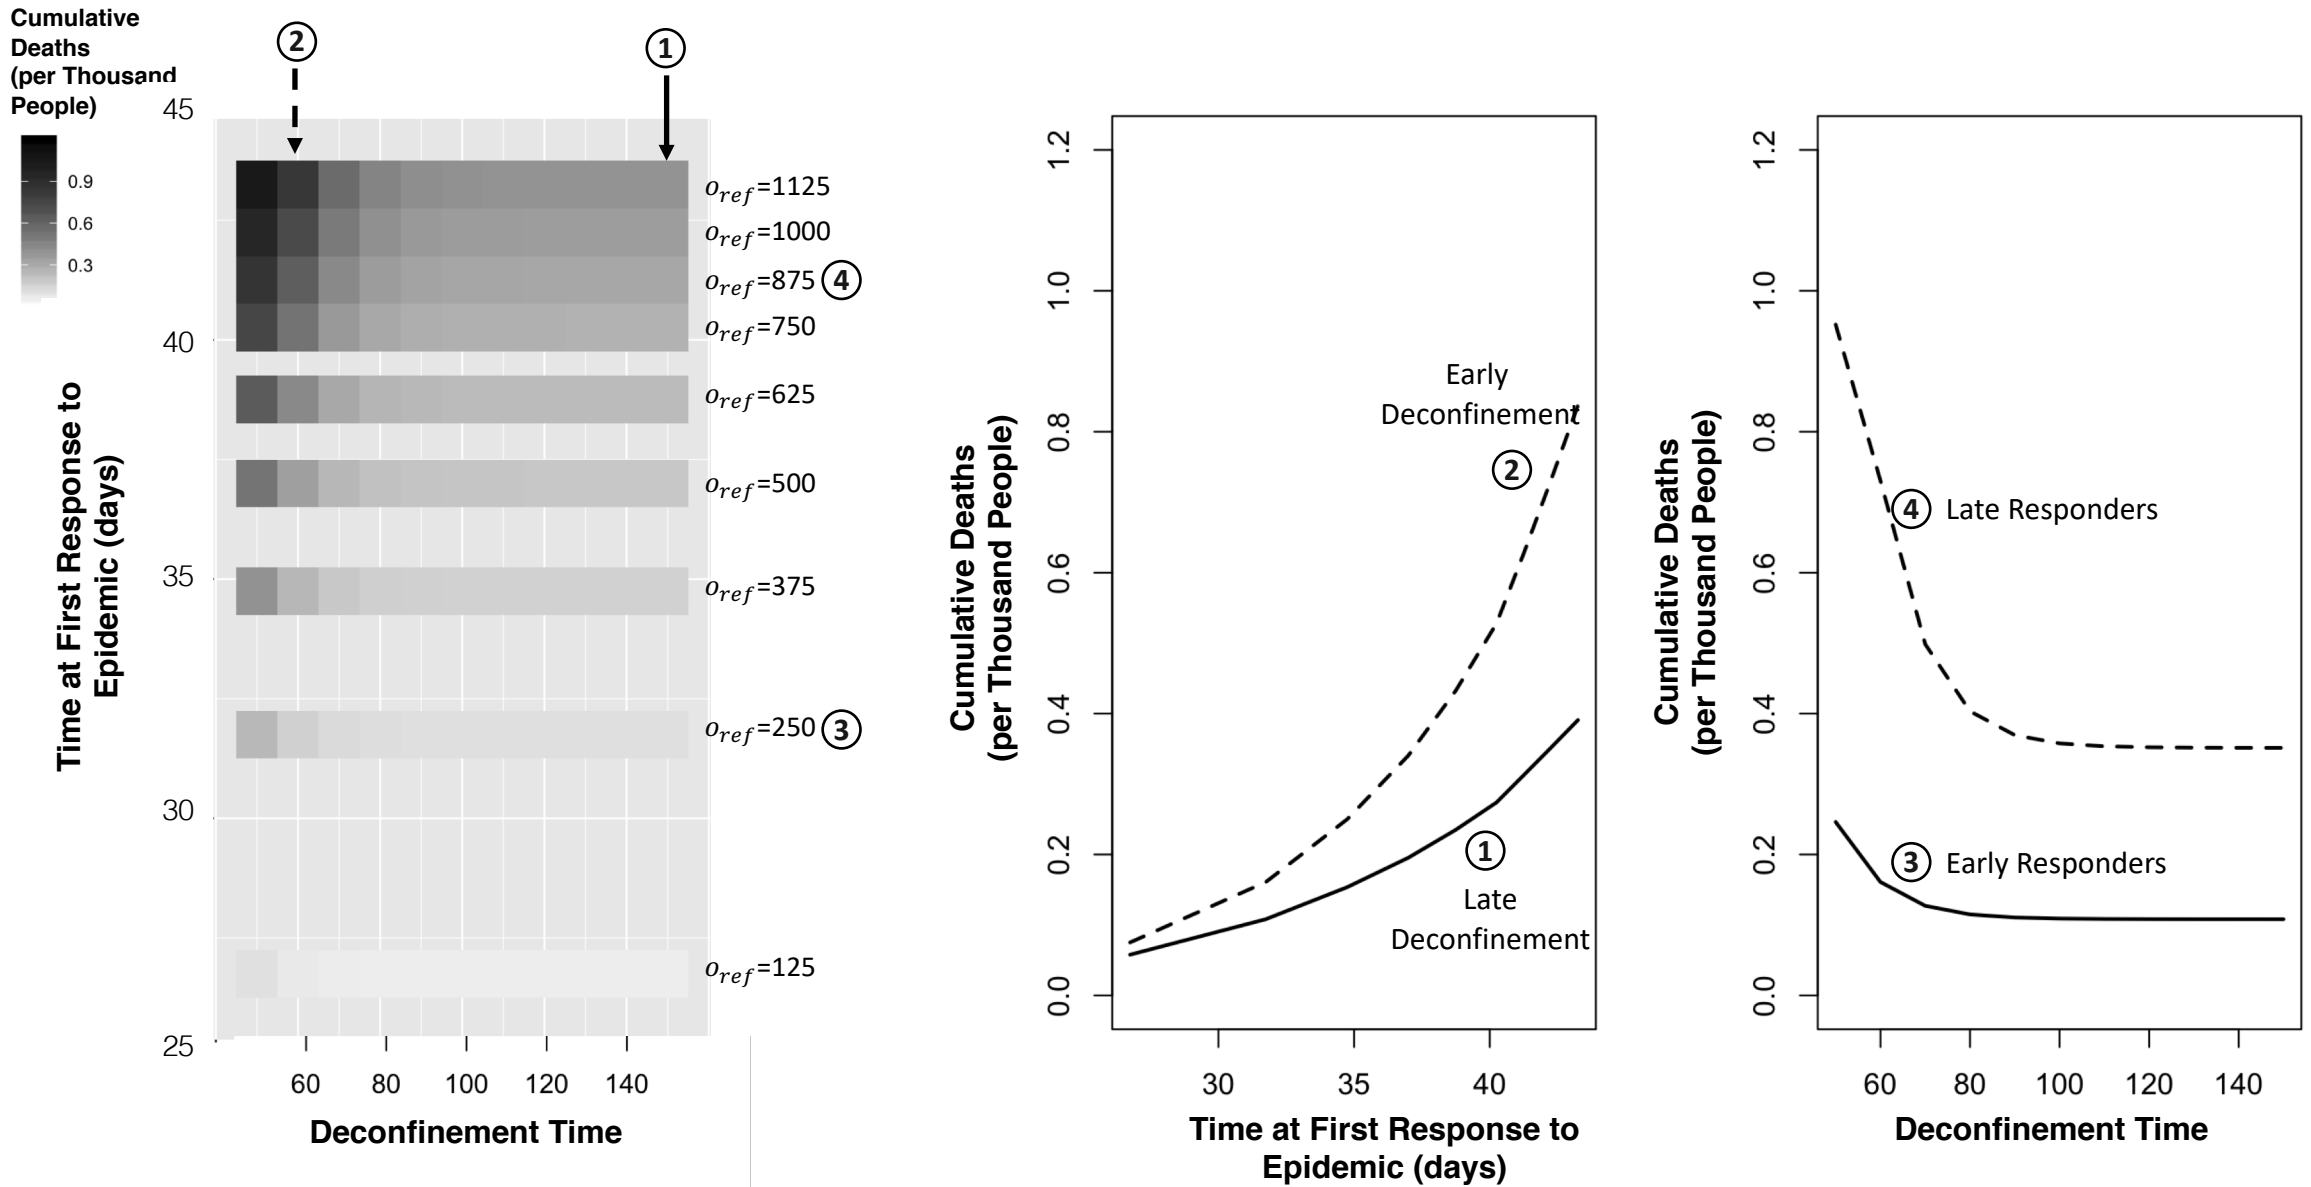 Cumulative
Deaths
(per Thousand
People)
0.9
0.6
0.3
2
1
45
40
35
30
25
Time at First Response to
Epidemic (days)
o_ref=1125
o_ref=1000
o_ref=875 4
o_ref=750
o_ref=625
o_ref=500
o_ref=375
o_ref=250 3
o_ref=125
60 80 100 120 140
Deconfinement Time
Cumulative Deaths
(per Thousand People)
1.2
1.0
0.8
0.6
0.4
0.2
0.0
Early
Deconfinement
2
1
Late
Deconfinement
30 35 40
Time at First Response to
Epidemic (days)
Cumulative Deaths
(per Thousand People)
1.2
1.0
0.8
0.6
0.4
0.2
0.0
4 Late Responders
3 Early Responders
60 80 100 120 140
Deconfinement Time